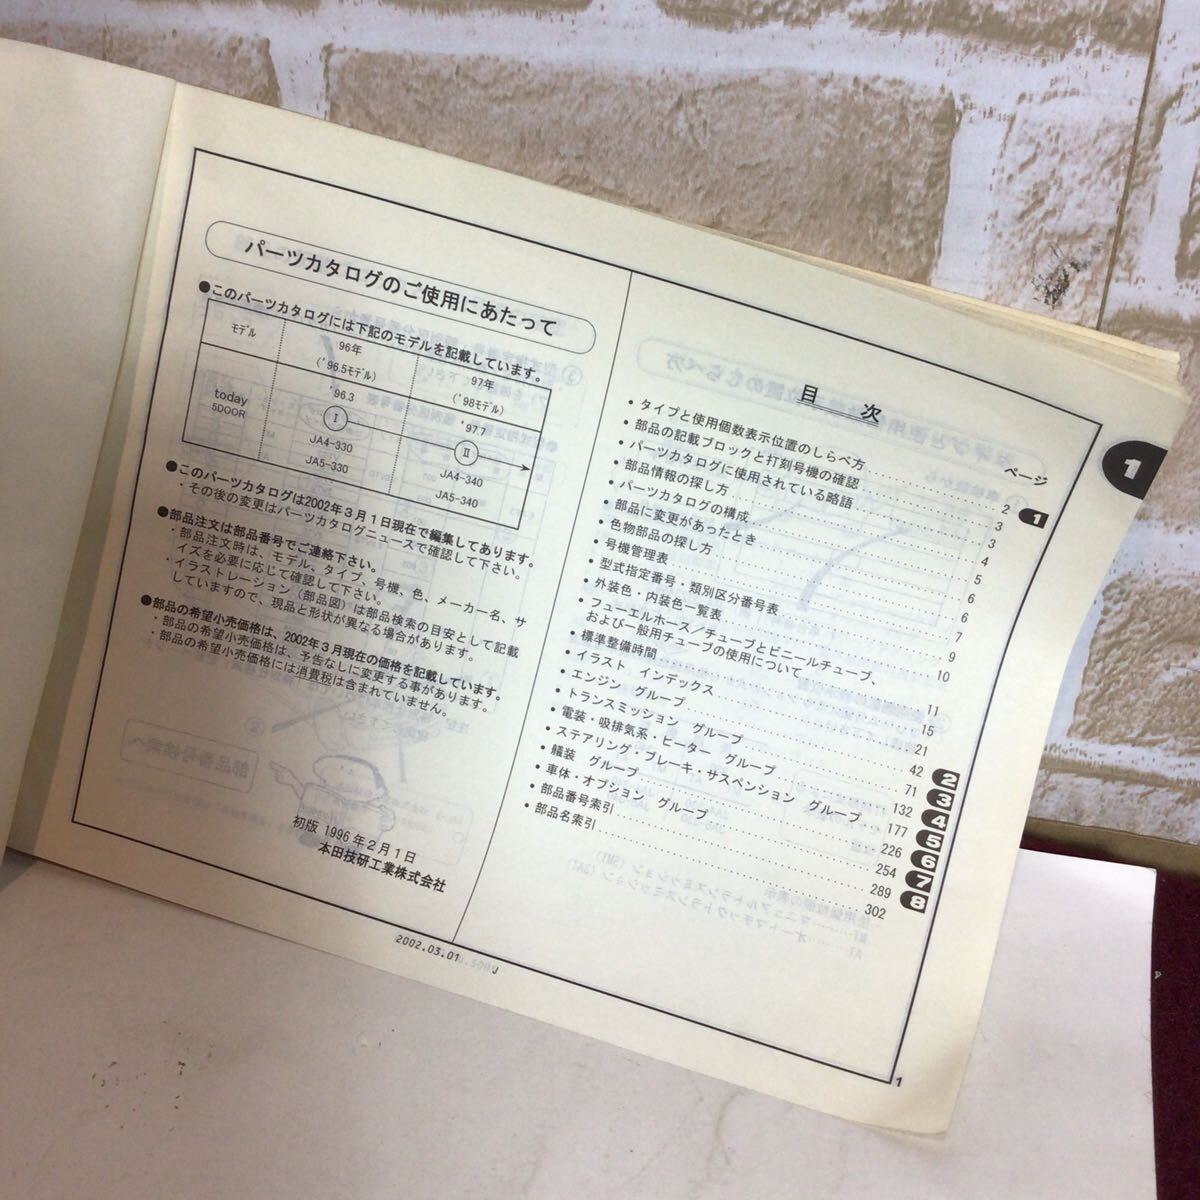 パーツカタログのご使用にあたって
●このパーツカタログには下記のモデルを記載しています。
モデル 96年 ('96.5モデル) 97年 ('98モデル)
today 5DOOR '96.3 '97.7
Ⅰ Ⅱ
JA4-330 JA4-340
JA5-330 JA5-340
●このパーツカタログは2002年3月1日現在で編集してあります。
・その後の変更はパーツカタログニュースで確認して下さい。
●部品注文は部品番号でご連絡下さい。
・部品注文時は、モデル、タイプ、号機、色、メーカー名、サ
イズを必要に応じて確認して下さい。
・イラストレーション(部品図)は部品検索の目安として記載
していますので、現品と形状が異なる場合があります。
●部品の希望小売価格は、2002年3月現在の価格を記載しています。
・部品の希望小売価格は、予告なしに変更する事があります。
・部品の希望小売価格には消費税は含まれていません。
初版 1996年2月1日
本田技研工業株式会社
2002.03.01 J
目 次
ページ
・タイプと使用個数表示位置のしらべ方 2
・部品の記載ブロックと打刻号機の確認 3
・パーツカタログに使用されている略語 3
・部品情報の探し方 4
・パーツカタログの構成 5
・部品に変更があったとき 6
・色物部品の探し方 6
・号機管理表 7
・型式指定番号・類別区分番号表 9
・外装色・内装色一覧表 10
・フューエルホース/チューブとビニールチューブ、
および一般用チューブの使用について 11
・標準整備時間 15
・イラスト インデックス 21
・エンジン グループ 42
・トランスミッション グループ 71
・電装・吸排気系・ヒーター グループ 132
・ステアリング・ブレーキ・サスペンション グループ 177
・艤装 グループ 226
・車体・オプション グループ 254
・部品番号索引 289
・部品名索引 302
1
2
3
4
5
6
7
8
1
1